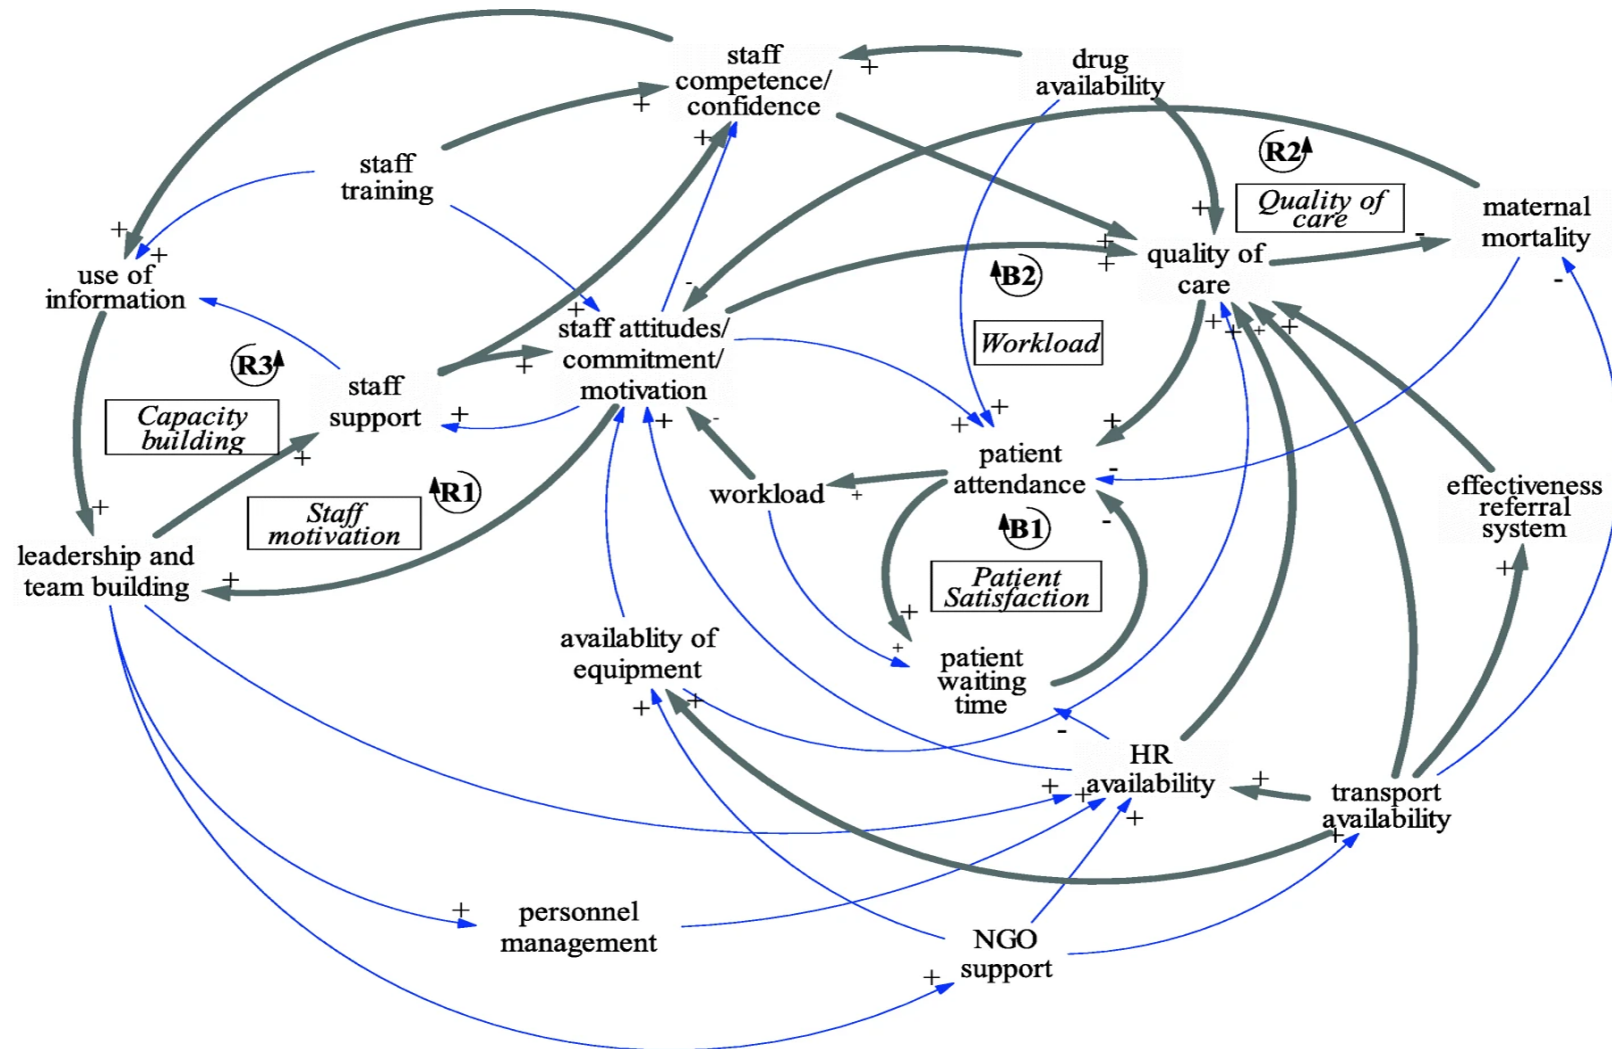 staff
competence/
confidence
+
+
+
drug
availability
staff
training
R2
Quality of
care
maternal
mortality
+
+
+
-
-
+
+
use of
information
quality of
care
B2
Workload
+
staff attitudes/
commitment/
motivation
R3
+
Capacity
building
staff
support
+
+
-
+
+
+
+
+
+
+
+
-
-
patient
attendance
workload
+
R1
Staff
motivation
+
B1
Patient
Satisfaction
-
-
effectiveness
referral
system
+
+
leadership and
team building
+
+
+
availablity of
equipment
+
+
patient
waiting
time
-
HR
availability
+
+
+
+
transport
availability
+
personnel
management
+
NGO
support
+